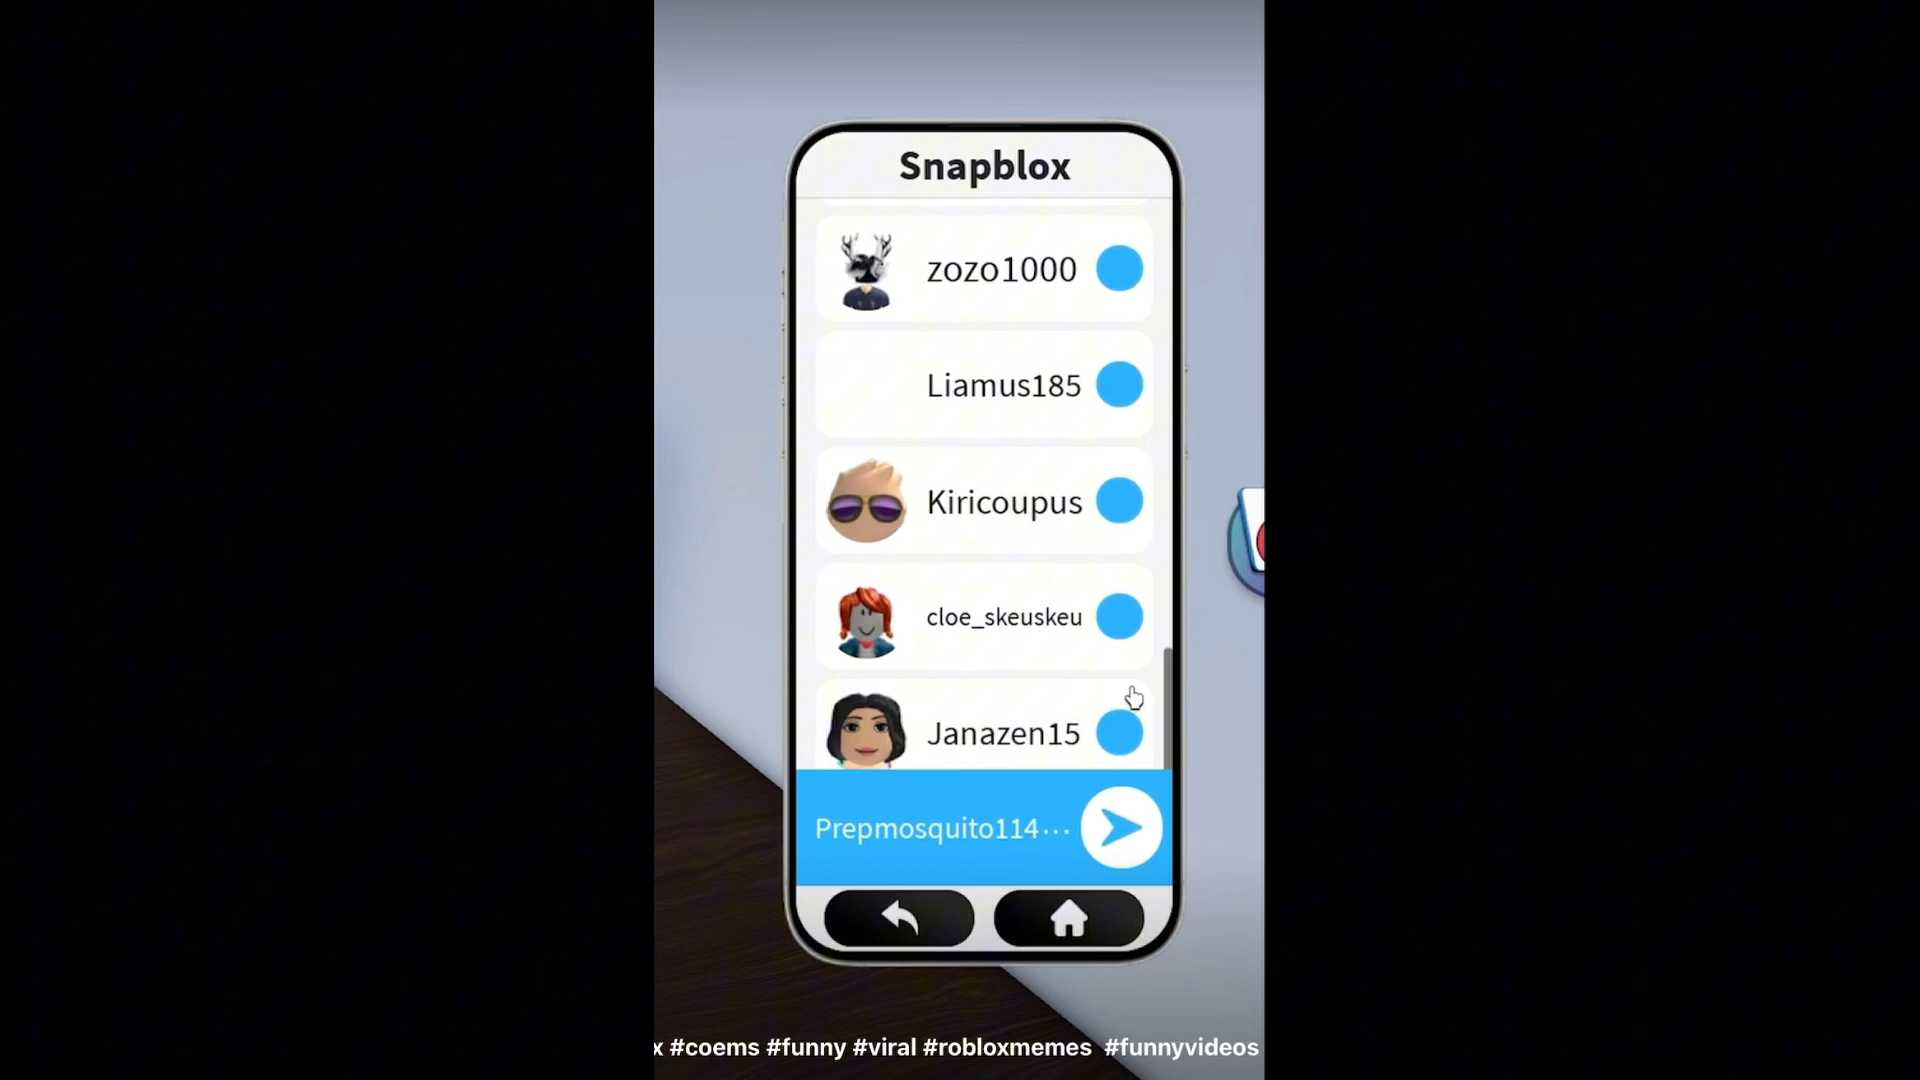 Snapblox
zozo1000
Liamus185
Kiricoupus
cloe_skeuskeu
Janazen15
Prepmosquito114...
x #coems #funny #viral #robloxmemes #funnyvideos